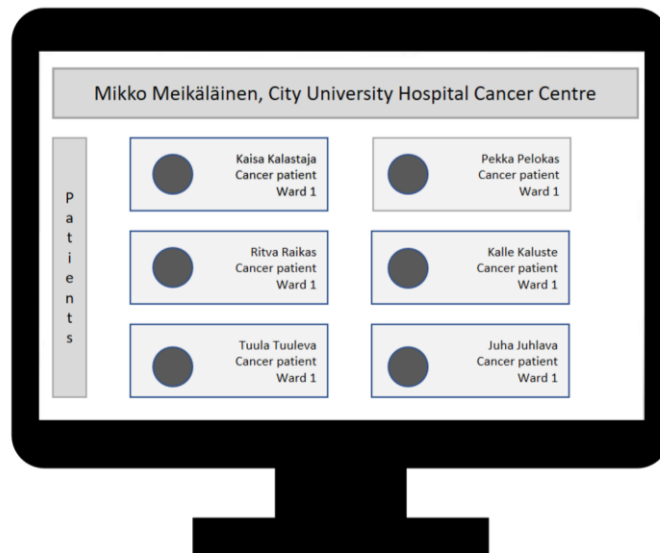 Mikko Meikäläinen, City University Hospital Cancer Centre
Patients
Kaisa Kalastaja
Cancer patient
Ward 1
Pekka Pelokas
Cancer patient
Ward 1
Ritva Raikas
Cancer patient
Ward 1
Kalle Kaluste
Cancer patient
Ward 1
Tuula Tuuleva
Cancer patient
Ward 1
Juha Juhlava
Cancer patient
Ward 1